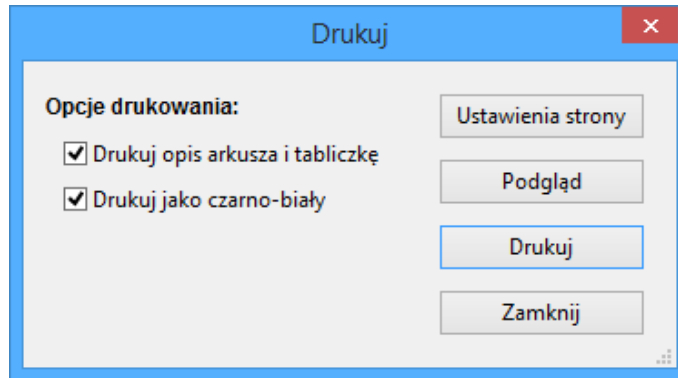 Drukuj
Opcje drukowania:
Drukuj opis arkusza i tabliczkę
Drukuj jako czarno-biały
Ustawienia strony
Podgląd
Drukuj
Zamknij